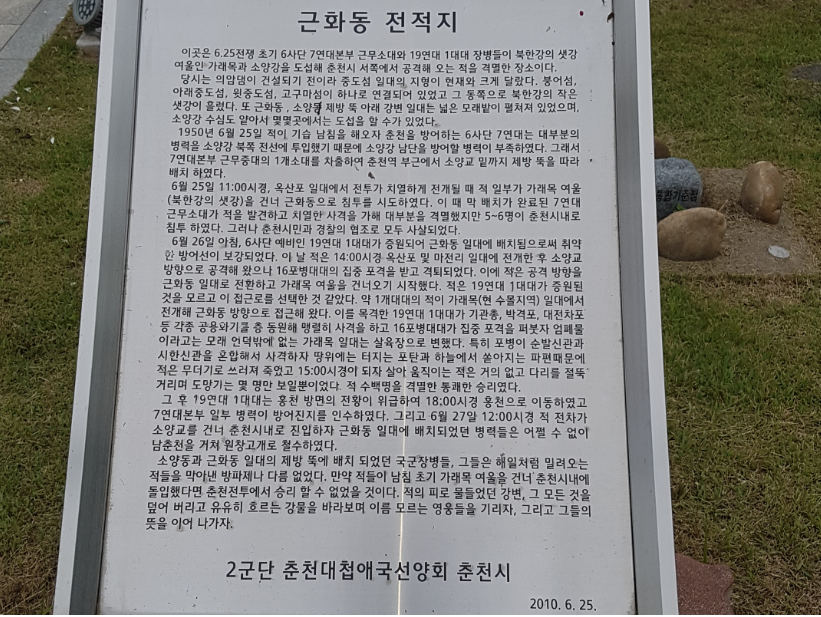 근화동 전적지
이곳은 6.25전쟁 초기 6사단 7연대본부 근무소대와 19연대 1대대 장병들이 북한강의 샛강
여울인 가래목과 소양강을 도섭해 춘천시 서쪽에서 공격해 오는 적을 격멸한 장소이다.
당시는 의암댐이 건설되기 전이라 중도섬 일대의 지형이 현재와 크게 달랐다. 붕어섬,
아래중도섬, 윗중도섬, 고구마섬이 하나로 연결되어 있었고 그 동쪽으로 북한강의 작은
샛강이 흘렀다. 또 근화동, 소양동 제방 뚝 아래 강변 일대는 넓은 모래밭이 펼쳐져 있었으며,
소양강 수심도 얕아서 몇몇곳에서는 도섭을 할 수가 있었다.
1950년 6월 25일 적이 기습 남침을 해오자 춘천을 방어하는 6사단 7연대는 대부분의
병력을 소양강 북쪽 전선에 투입했기 때문에 소양강 남단을 방어할 병력이 부족하였다. 그래서
7연대본부 근무중대의 1개소대를 차출하여 춘천역 부근에서 소양교 밑까지 제방 뚝을 따라
배치 하였다.
6월 25일 11:00시경, 옥산포 일대에서 전투가 치열하게 전개될 때 적 일부가 가래목 여울
(북한강의 샛강)을 건너 근화동으로 침투를 시도하였다. 이 때 막 배치가 완료된 7연대
근무소대가 적을 발견하고 치열한 사격을 가해 대부분을 격멸했지만 5~6명이 춘천시내로
침투 하였다. 그러나 춘천시민과 경찰의 협조로 모두 사살되었다.
6월 26일 아침, 6사단 예비인 19연대 1대대가 증원되어 근화동 일대에 배치됨으로써 취약
한 방어선이 보강되었다. 이 날 적은 14:00시경 옥산포 및 마전리 일대에 전개한 후 소양교
방향으로 공격해 왔으나 16포병대대의 집중 포격을 받고 격퇴되었다. 이에 적은 공격 방향을
근화동 일대로 전환하고 가래목 여울을 건너오기 시작했다. 적은 19연대 1대대가 증원된
것을 모르고 이 접근로를 선택한 것 같았다. 약 1개대대의 적이 가래목(현 수몰지역) 일대에서
전개해 근화동 방향으로 접근해 왔다. 이를 목격한 19연대 1대대가 기관총, 박격포, 대전차포
등 각종 공용화기를 총 동원해 맹렬히 사격을 하고 16포병대대가 집중 포격을 퍼붓자 엄폐물
이라고는 모래 언덕밖에 없는 가래목 일대는 살육장으로 변했다. 특히 포병이 순발신관과
시한신관을 혼합해서 사격하자 땅위에는 터지는 포탄과 하늘에서 쏟아지는 파편때문에
적은 무더기로 쓰러져 죽었고 15:00시경이 되자 살아 움직이는 적은 거의 없고 다리를 절뚝
거리며 도망가는 몇 명만 보일뿐이었다. 적 수백명을 격멸한 통쾌한 승리였다.
그 후 19연대 1대대는 홍천 방면의 전황이 위급하여 18:00시경 홍천으로 이동하였고
7연대본부 일부 병력이 방어진지를 인수하였다. 그리고 6월 27일 12:00시경 적 전차가
소양교를 건너 춘천시내로 진입하자 근화동 일대에 배치되었던 병력들은 어쩔 수 없이
남춘천을 거쳐 원창고개로 철수하였다.
소양동과 근화동 일대의 제방 뚝에 배치 되었던 국군장병들, 그들은 해일처럼 밀려오는
적들을 막아낸 방파제나 다름 없었다. 만약 적들이 남침 초기 가래목 여울을 건너 춘천시내에
돌입했다면 춘천전투에서 승리 할 수 없었을 것이다. 적의 피로 물들었던 강변, 그 모든 것을
덮어 버리고 유유히 흐르는 강물을 바라보며 이름 모르는 영웅들을 기리자, 그리고 그들의
뜻을 이어 나가자.
2군단 춘천대첩애국선양회 춘천시
2010. 6. 25.
통합기준점